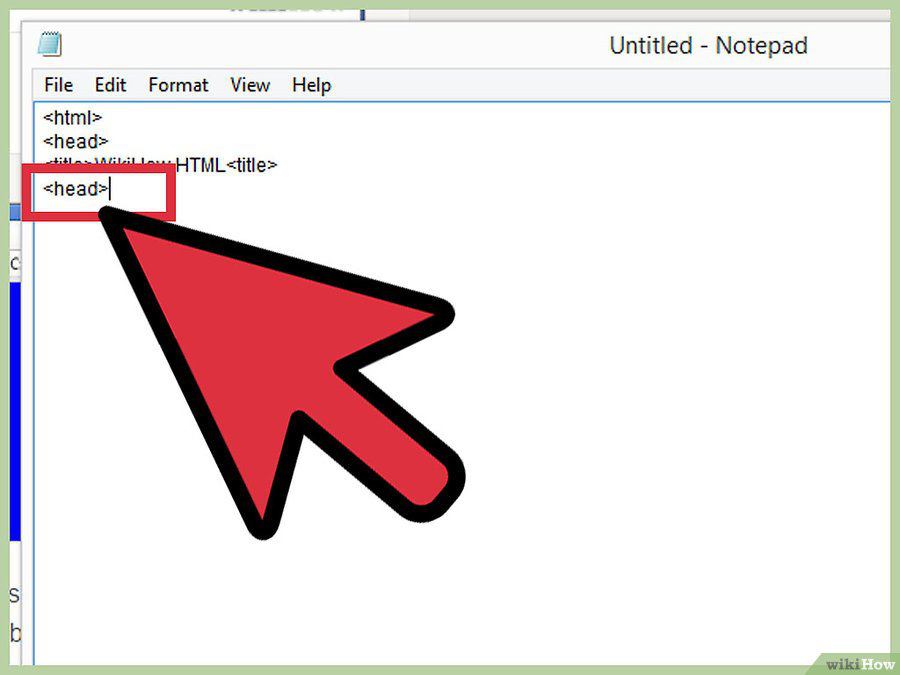 Untitled - Notepad
File Edit Format View Help
<html>
<head>
<title>WikiHow HTML<title>
<head>
wikiHow